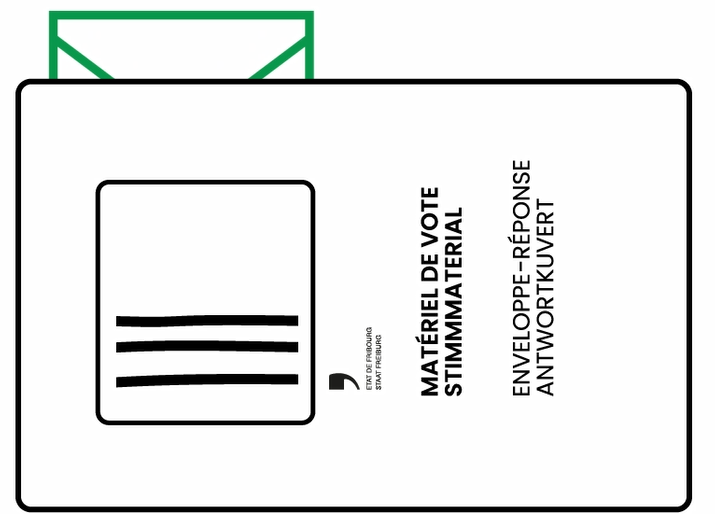 ETAT DE FRIBOURG
STAAT FREIBURG
MATÉRIEL DE VOTE
STIMMMATERIAL
ENVELOPPE-RÉPONSE
ANTWORTKUVERT